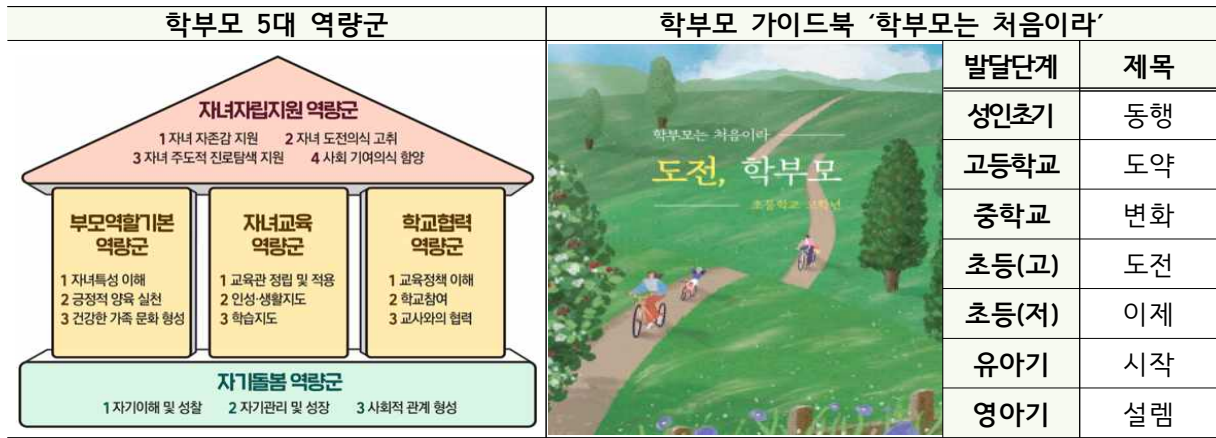 학부모 5대 역량군
학부모 가이드북 ‘학부모는 처음이라’
자녀자립지원 역량군
1 자녀 자존감 지원 2 자녀 도전의식 고취
3 자녀 주도적 진로탐색 지원 4 사회 기여의식 함양
부모역할기본
역량군
1 자녀특성 이해
2 긍정적 양육 실천
3 건강한 가족 문화 형성
자녀교육
역량군
1 교육관 정립 및 적용
2 인성·생활지도
3 학습지도
학교협력
역량군
1 교육정책 이해
2 학교참여
3 교사와의 협력
자기돌봄 역량군
1 자기이해 및 성찰 2 자기관리 및 성장 3 사회적 관계 형성
학부모는 처음이라
도전, 학부모
초등학교 고학년
발달단계 제목
성인초기 동행
고등학교 도약
중학교 변화
초등(고) 도전
초등(저) 이제
유아기 시작
영아기 설렘